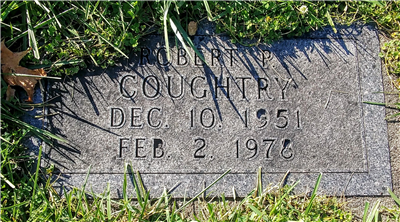 ROBERT P.
COUGHTRY
DEC. 10. 1951
FEB. 2. 1978